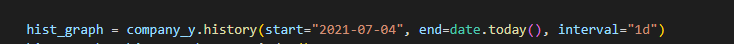 hist_graph = company_y.history(start="2021-07-04", end=date.today(), interval="1d")